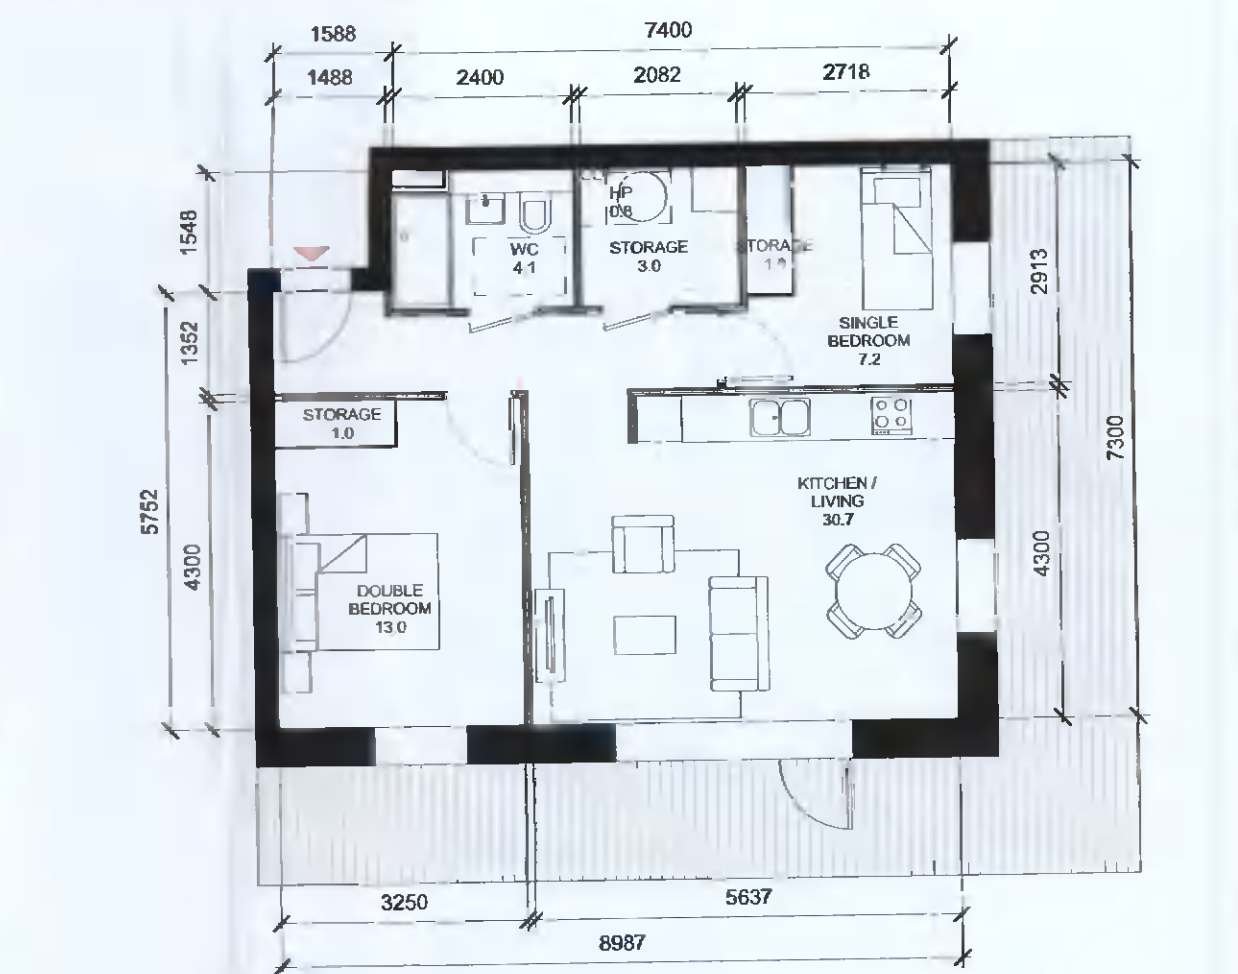 1588
7400
1488
2400
2082
2718
1548
1352
5752
4300
2913
7300
4300
HP
0.8
WC
4.1
STORAGE
3.0
STORAGE
SINGLE
BEDROOM
7.2
STORAGE
1.0
KITCHEN /
LIVING
30.7
DOUBLE
BEDROOM
13.0
3250
5637
8987